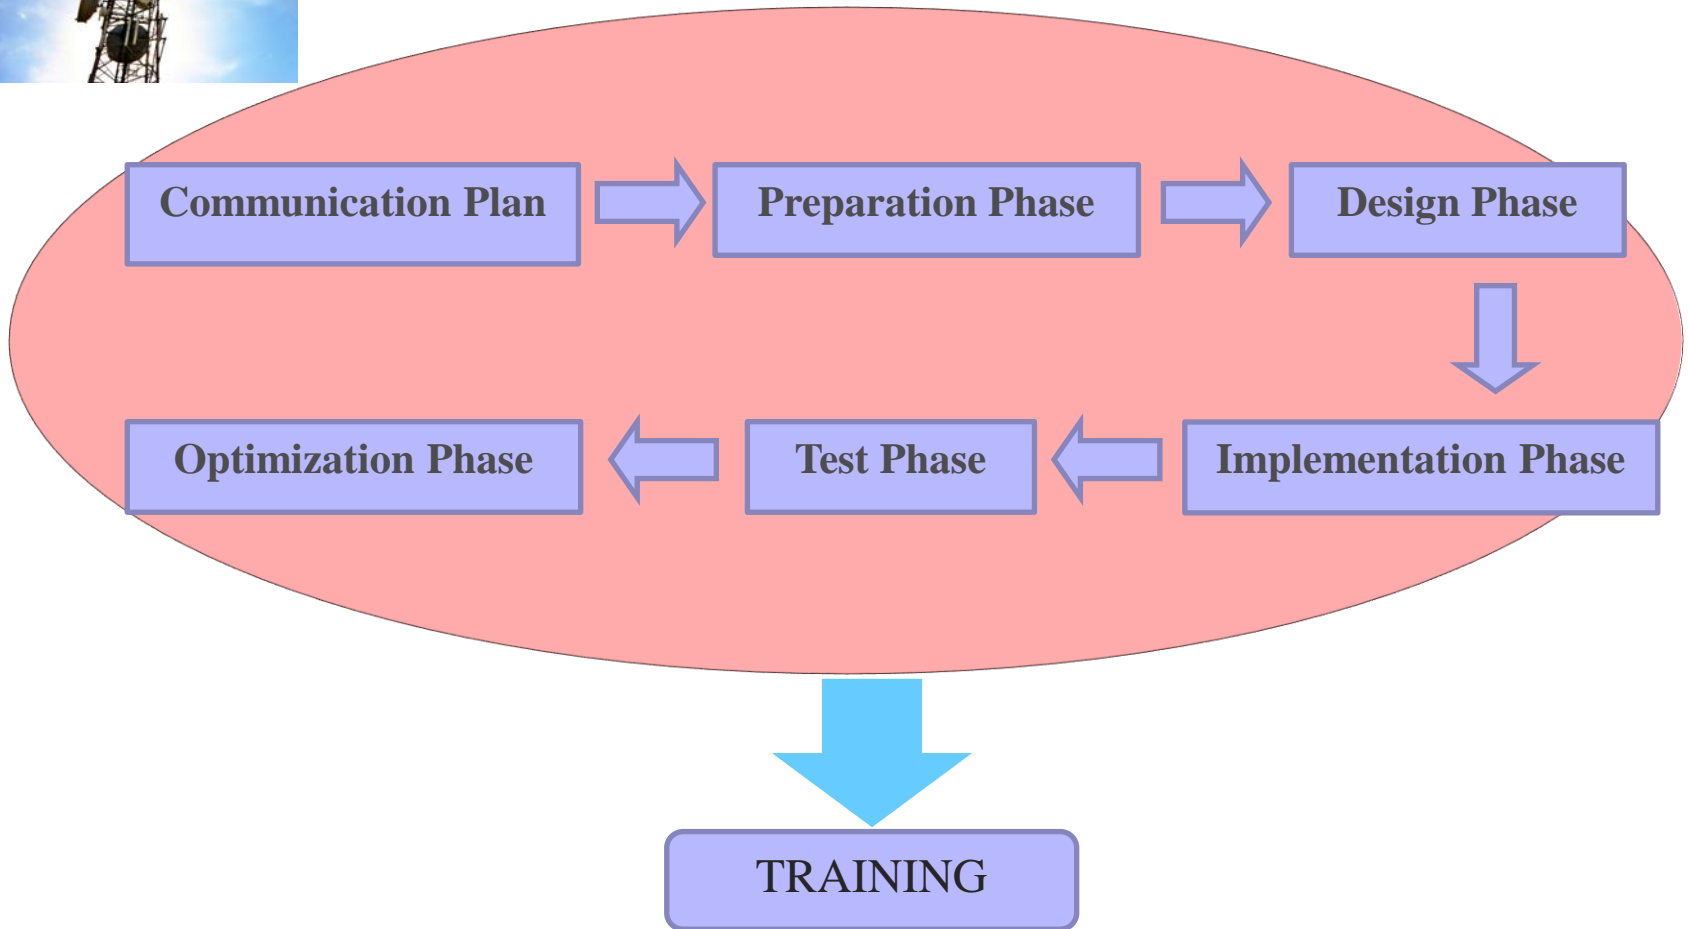 Communication Plan
Preparation Phase
Design Phase
Implementation Phase
Test Phase
Optimization Phase
TRAINING